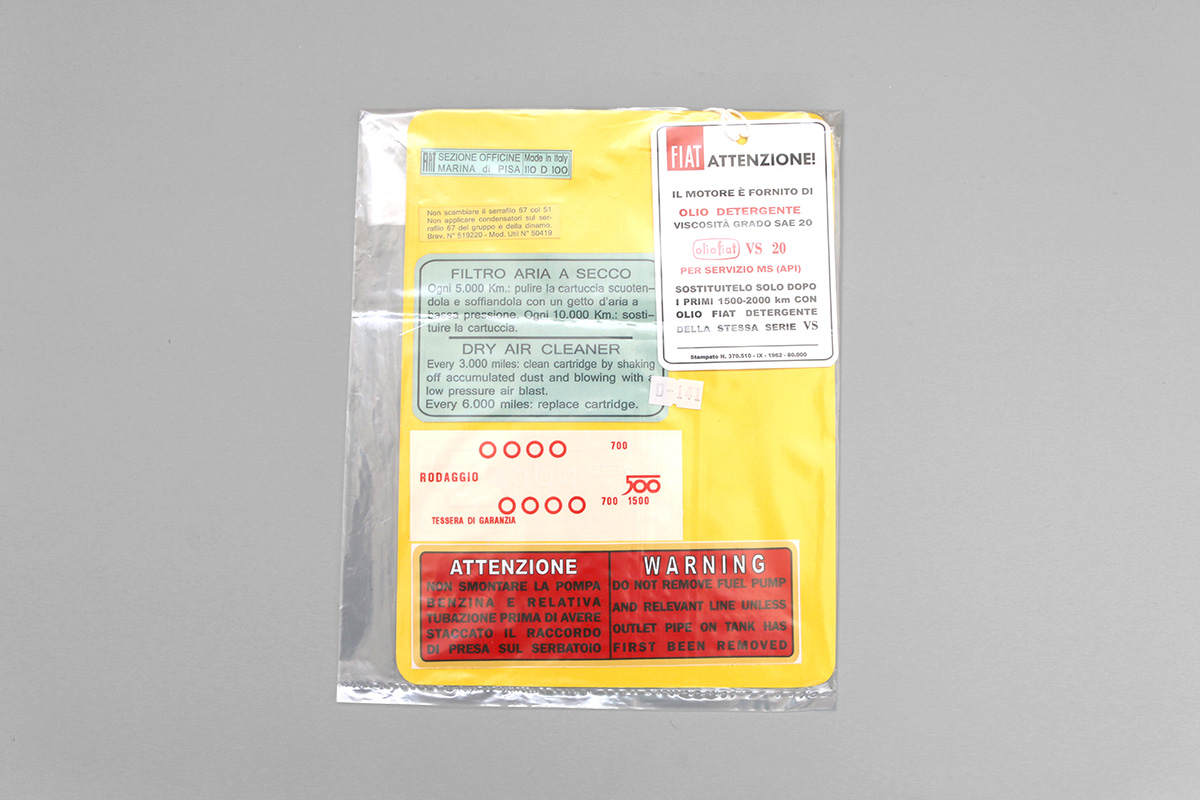 FIAT SEZIONE OFFICINE Made in Italy
MARINA di PISA 110 D 100
Non scambiare il serrafilo 67 col 51
Non applicare condensatori sul ser-
rafilo 67 del gruppo e della dinamo.
Brev. N° 519220 - Mod. Util N° 50419
FILTRO ARIA A SECCO
Ogni 5.000 Km.: pulire la cartuccia scuoten-
dola e soffiandola con un getto d'aria a
bassa pressione. Ogni 10.000 Km.: sosti-
tuire la cartuccia.
DRY AIR CLEANER
Every 3.000 miles: clean cartridge by shaking
off accumulated dust and blowing with a
low pressure air blast.
Every 6.000 miles: replace cartridge.
FIAT ATTENZIONE!
IL MOTORE È FORNITO DI
OLIO DETERGENTE
VISCOSITÀ GRADO SAE 20
oliofiat VS 20
PER SERVIZIO MS (API)
SOSTITUITELO SOLO DOPO
I PRIMI 1500-2000 km CON
OLIO FIAT DETERGENTE
DELLA STESSA SERIE VS
Stampato N. 370.510 - IX - 1962 - 80.000
D-141
OOOO 700
RODAGGIO
500
OOOO 700 1500
TESSERA DI GARANZIA
ATTENZIONE
NON SMONTARE LA POMPA
BENZINA E RELATIVA
TUBAZIONE PRIMA DI AVERE
STACCATO IL RACCORDO
DI PRESA SUL SERBATOIO
WARNING
DO NOT REMOVE FUEL PUMP
AND RELEVANT LINE UNLESS
OUTLET PIPE ON TANK HAS
FIRST BEEN REMOVED